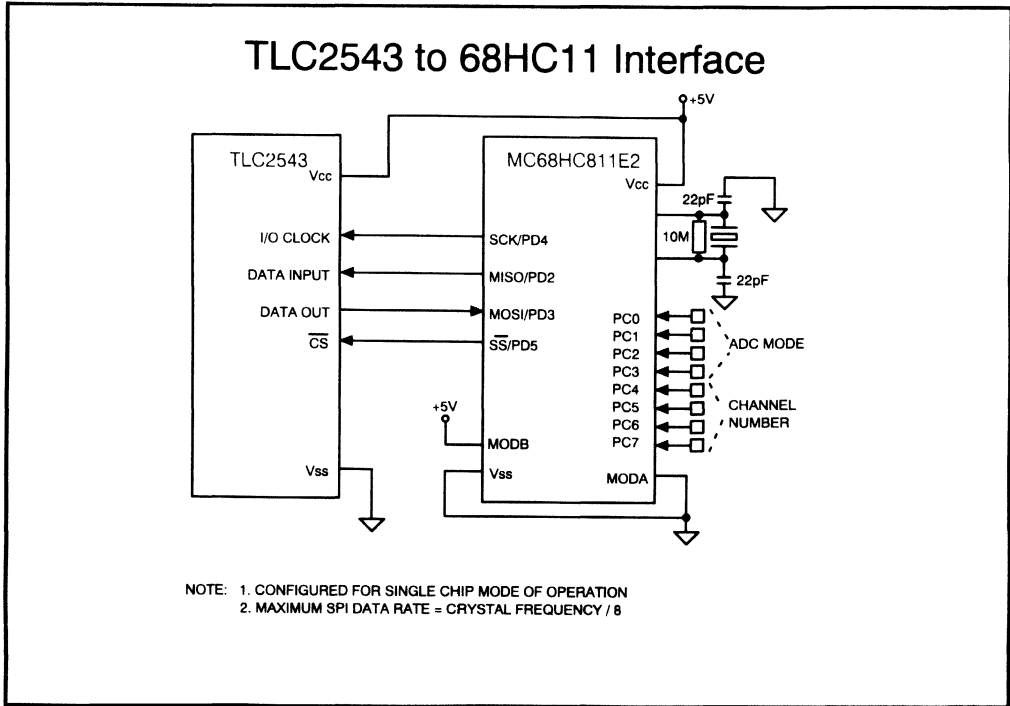 TLC2543 to 68HC11 Interface
+5V
TLC2543
Vcc
MC68HC811E2
Vcc
22pF
10M
22pF
I/O CLOCK
SCK/PD4
DATA INPUT
MISO/PD2
DATA OUT
MOSI/PD3
CS
SS/PD5
PC0
PC1
PC2
PC3
PC4
PC5
PC6
PC7
ADC MODE
CHANNEL
NUMBER
+5V
MODB
Vss
Vss
MODA
NOTE: 1. CONFIGURED FOR SINGLE CHIP MODE OF OPERATION
2. MAXIMUM SPI DATA RATE = CRYSTAL FREQUENCY / 8